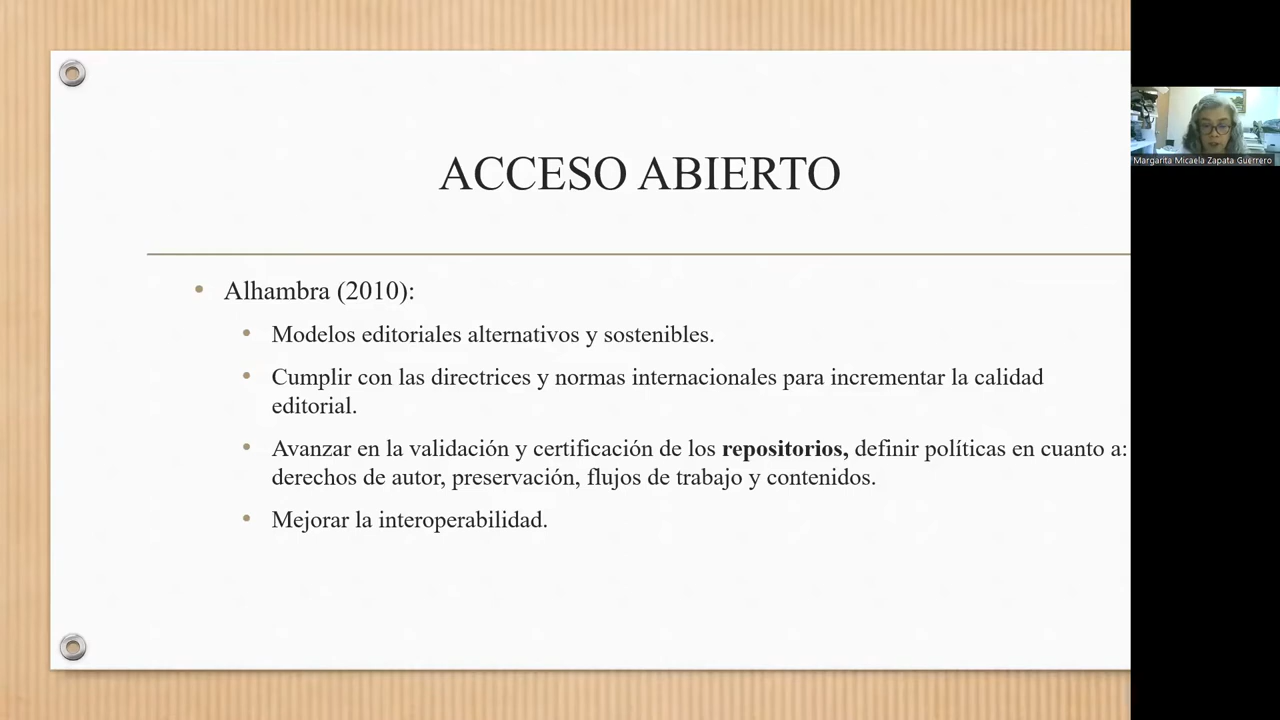 ACCESO ABIERTO
• Alhambra (2010):
• Modelos editoriales alternativos y sostenibles.
• Cumplir con las directrices y normas internacionales para incrementar la calidad
editorial.
• Avanzar en la validación y certificación de los repositorios, definir políticas en cuanto a:
derechos de autor, preservación, flujos de trabajo y contenidos.
• Mejorar la interoperabilidad.
Margarita Micaela Zapata Guerrero